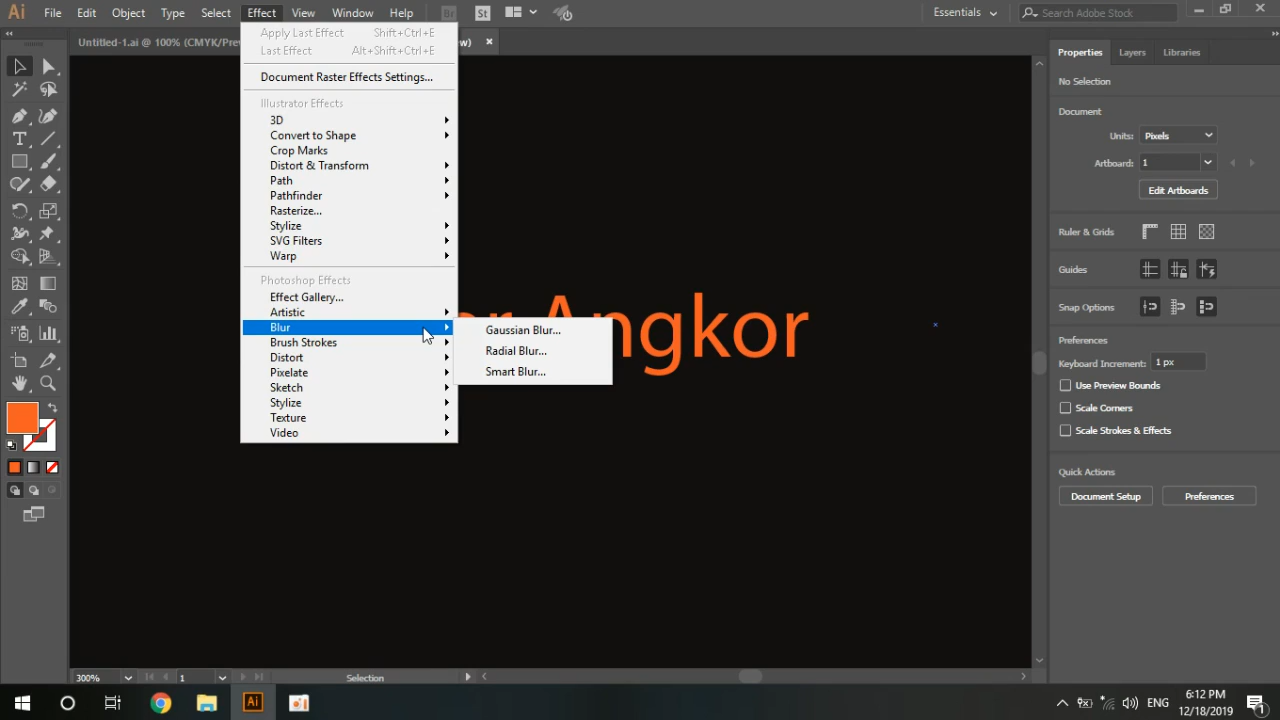 Ai File Edit Object Type Select Effect View Window Help Br St Essentials Search Adobe Stock
Untitled-1.ai @ 100% (CMYK/Pre
w)
Apply Last Effect Shift+Ctrl+E
Last Effect Alt+Shift+Ctrl+E
Document Raster Effects Settings...
Illustrator Effects
3D
Convert to Shape
Crop Marks
Distort & Transform
Path
Pathfinder
Rasterize...
Stylize
SVG Filters
Warp
Photoshop Effects
Effect Gallery...
Artistic
Blur
Brush Strokes
Distort
Pixelate
Sketch
Stylize
Texture
Video
Gaussian Blur...
Radial Blur...
Smart Blur...
or Angkor
Properties Layers Libraries
No Selection
Document
Units: Pixels
Artboard: 1
Edit Artboards
Ruler & Grids
Guides
Snap Options
Preferences
Keyboard Increment: 1 px
Use Preview Bounds
Scale Corners
Scale Strokes & Effects
Quick Actions
Document Setup Preferences
300% 1 Selection
Ai ENG 6:12 PM
12/18/2019 1